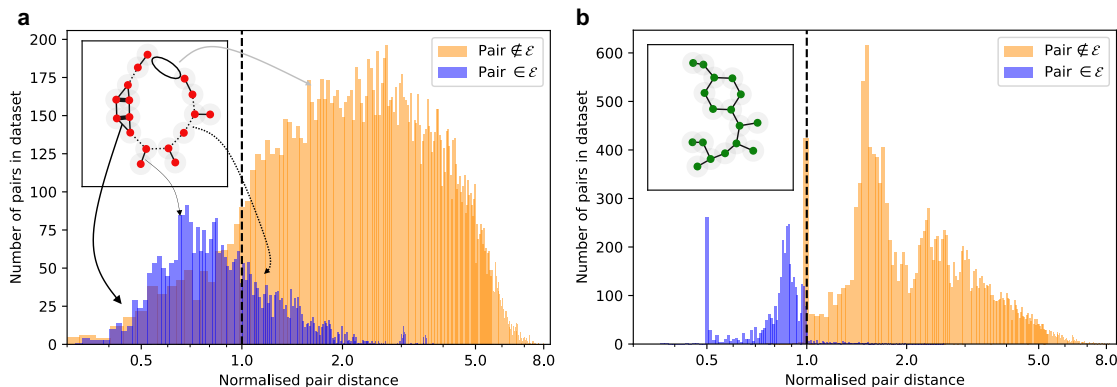 a
Number of pairs in dataset
200
175
150
125
100
75
50
25
0
Pair ∉ ℰ
Pair ∈ ℰ
0.5 1.0 2.0 5.0 8.0
Normalised pair distance
b
Number of pairs in dataset
600
500
400
300
200
100
0
Pair ∉ ℰ
Pair ∈ ℰ
0.5 1.0 2.0 5.0 8.0
Normalised pair distance